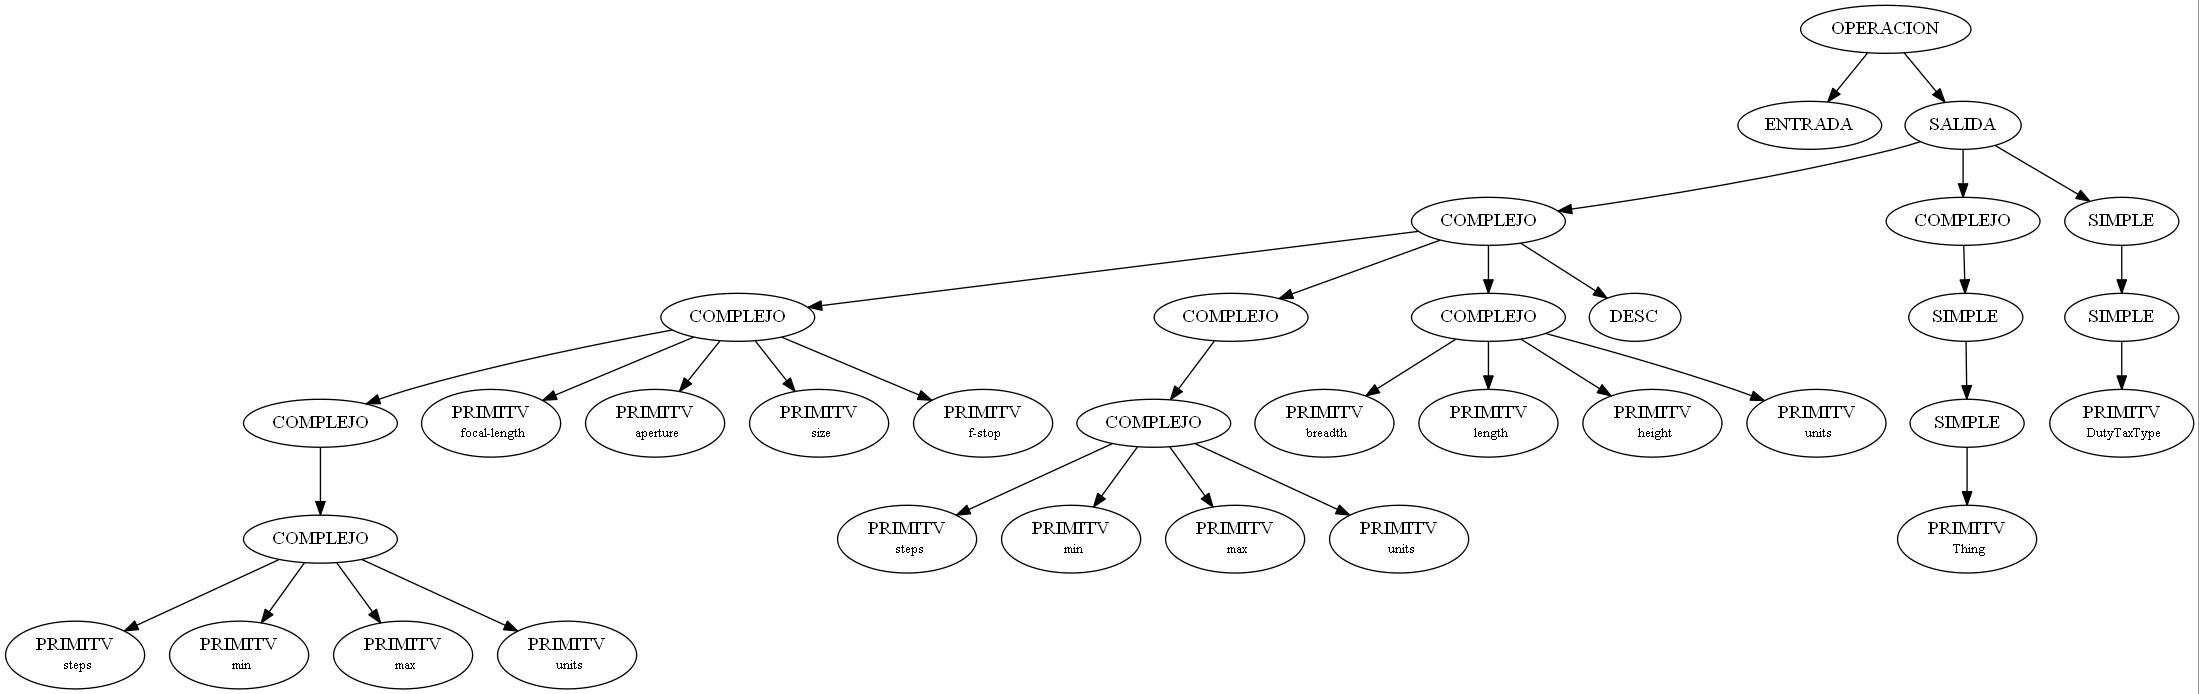 OPERACION
ENTRADA
SALIDA
COMPLEJO
COMPLEJO
SIMPLE
COMPLEJO
COMPLEJO
COMPLEJO
DESC
SIMPLE
SIMPLE
COMPLEJO
PRIMITV
focal-length
PRIMITV
aperture
PRIMITV
size
PRIMITV
f-stop
COMPLEJO
PRIMITV
breadth
PRIMITV
length
PRIMITV
height
PRIMITV
units
SIMPLE
PRIMITV
DutyTaxType
COMPLEJO
PRIMITV
steps
PRIMITV
min
PRIMITV
max
PRIMITV
units
PRIMITV
Thing
PRIMITV
steps
PRIMITV
min
PRIMITV
max
PRIMITV
units